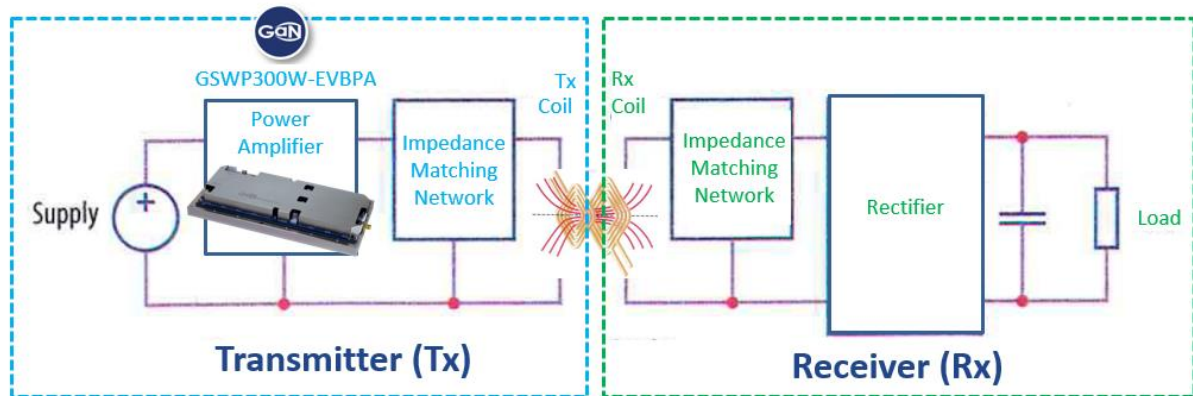 GaN
GSWP300W-EVBPA
Power
Amplifier
Impedance
Matching
Network
Tx
Coil
Supply
+
Transmitter (Tx)
Rx
Coil
Impedance
Matching
Network
Rectifier
Load
Receiver (Rx)